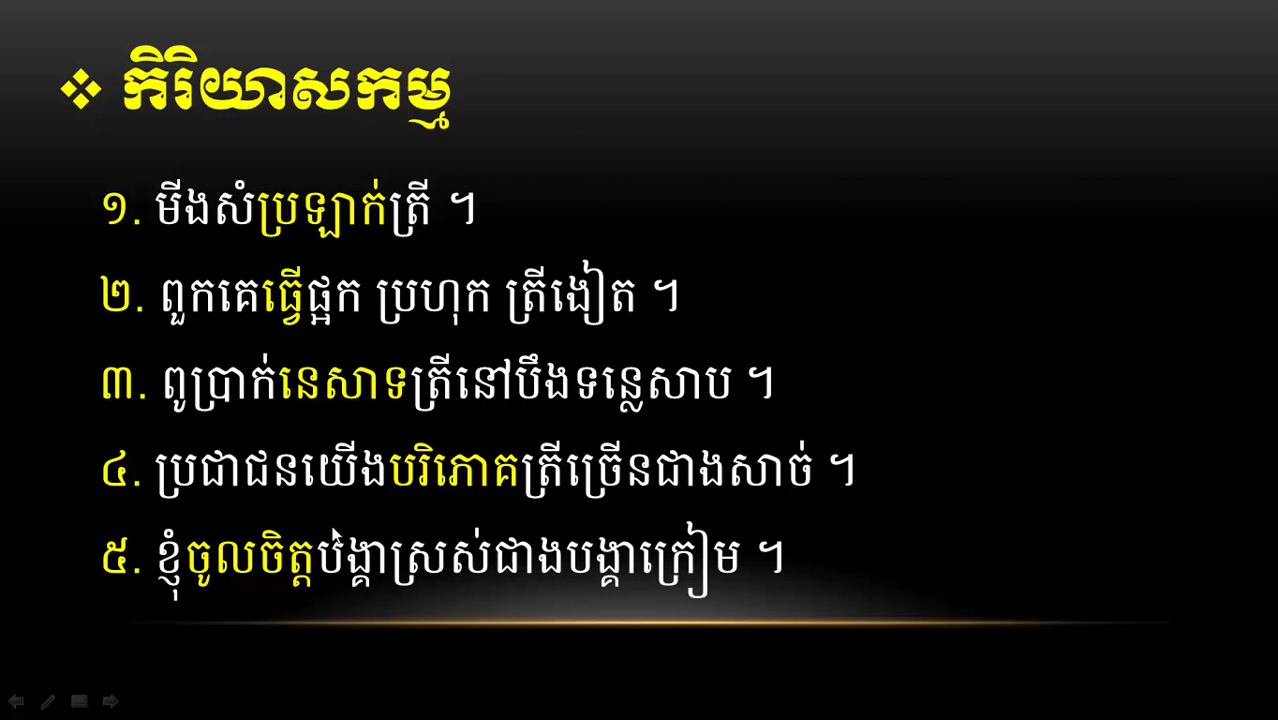 ❖ កិរិយាសកម្ម
១. មីងសំប្រឡាក់ត្រី ។
២. ពួកគេធ្វើផ្អក ប្រហុក ត្រីងៀត ។
៣. ពូប្រាក់នេសាទត្រីនៅបឹងទន្លេសាប ។
៤. ប្រជាជនយើងបរិភោគត្រីច្រើនជាងសាច់ ។
៥. ខ្ញុំចូលចិត្តបង្គាស្រស់ជាងបង្គាក្រៀម ។